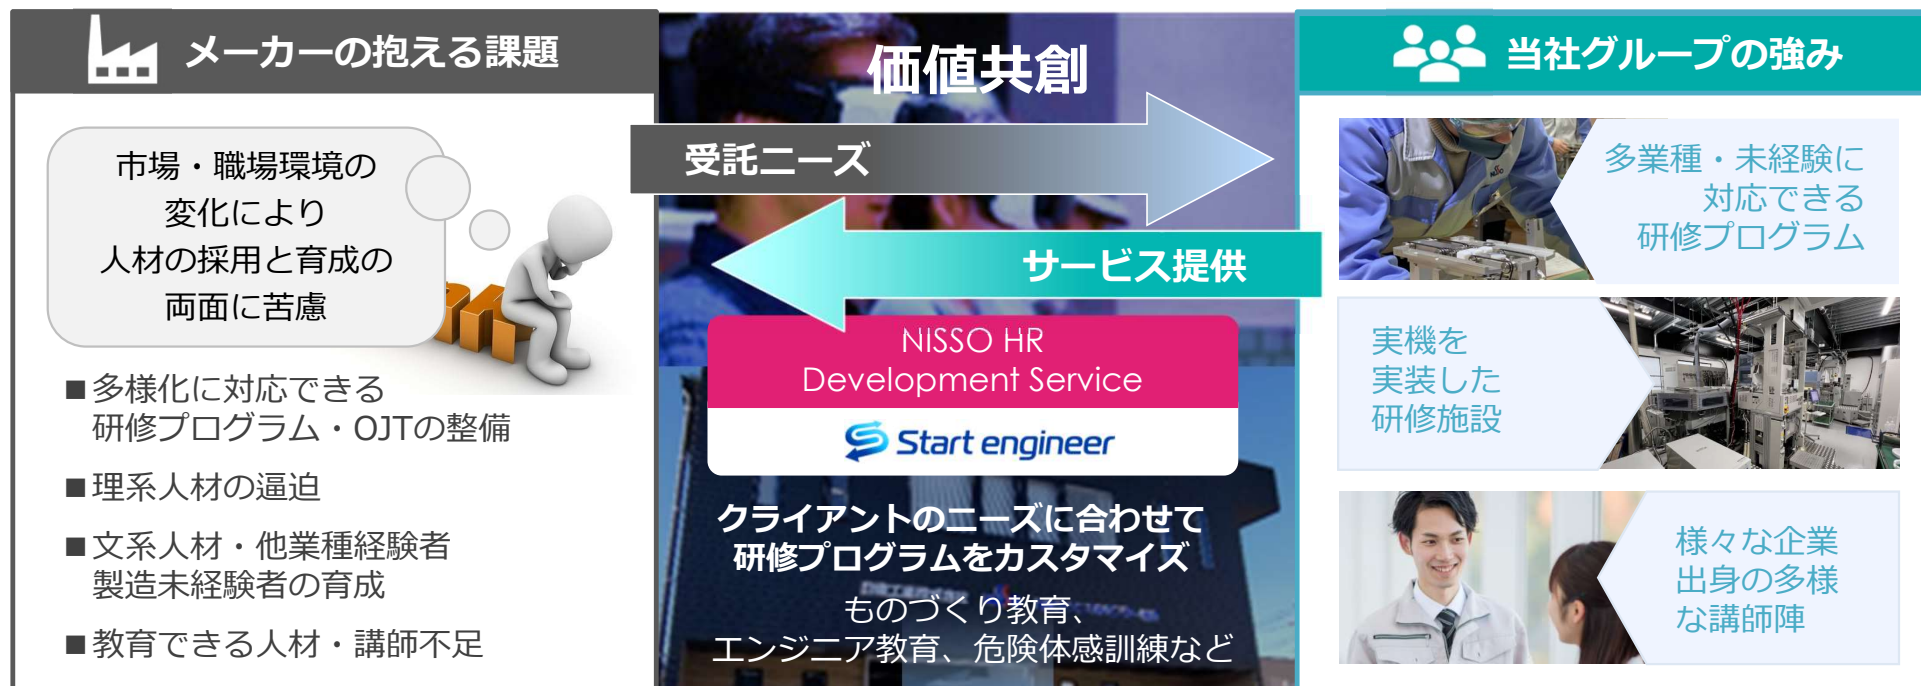 メーカーの抱える課題
市場・職場環境の
変化により
人材の採用と育成の
両面に苦慮
■多様化に対応できる
研修プログラム・OJTの整備
■理系人材の逼迫
■文系人材・他業種経験者
製造未経験者の育成
■教育できる人材・講師不足
価値共創
受託ニーズ
サービス提供
NISSO HR
Development Service
Start engineer
クライアントのニーズに合わせて
研修プログラムをカスタマイズ
ものづくり教育、
エンジニア教育、危険体感訓練など
当社グループの強み
多業種・未経験に
対応できる
研修プログラム
実機を
実装した
研修施設
様々な企業
出身の多様
な講師陣